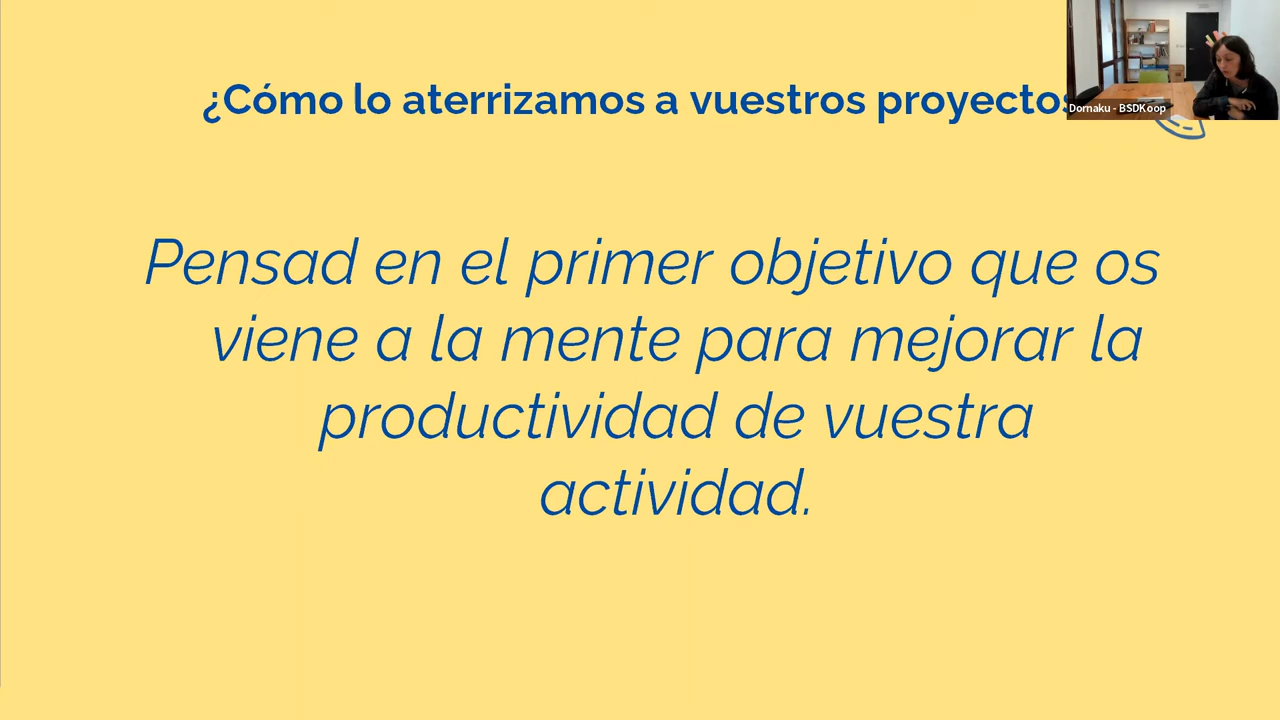 ¿Cómo lo aterrizamos a vuestros proyectos
Dornaku - BSDKoop
Pensad en el primer objetivo que os
viene a la mente para mejorar la
productividad de vuestra
actividad.